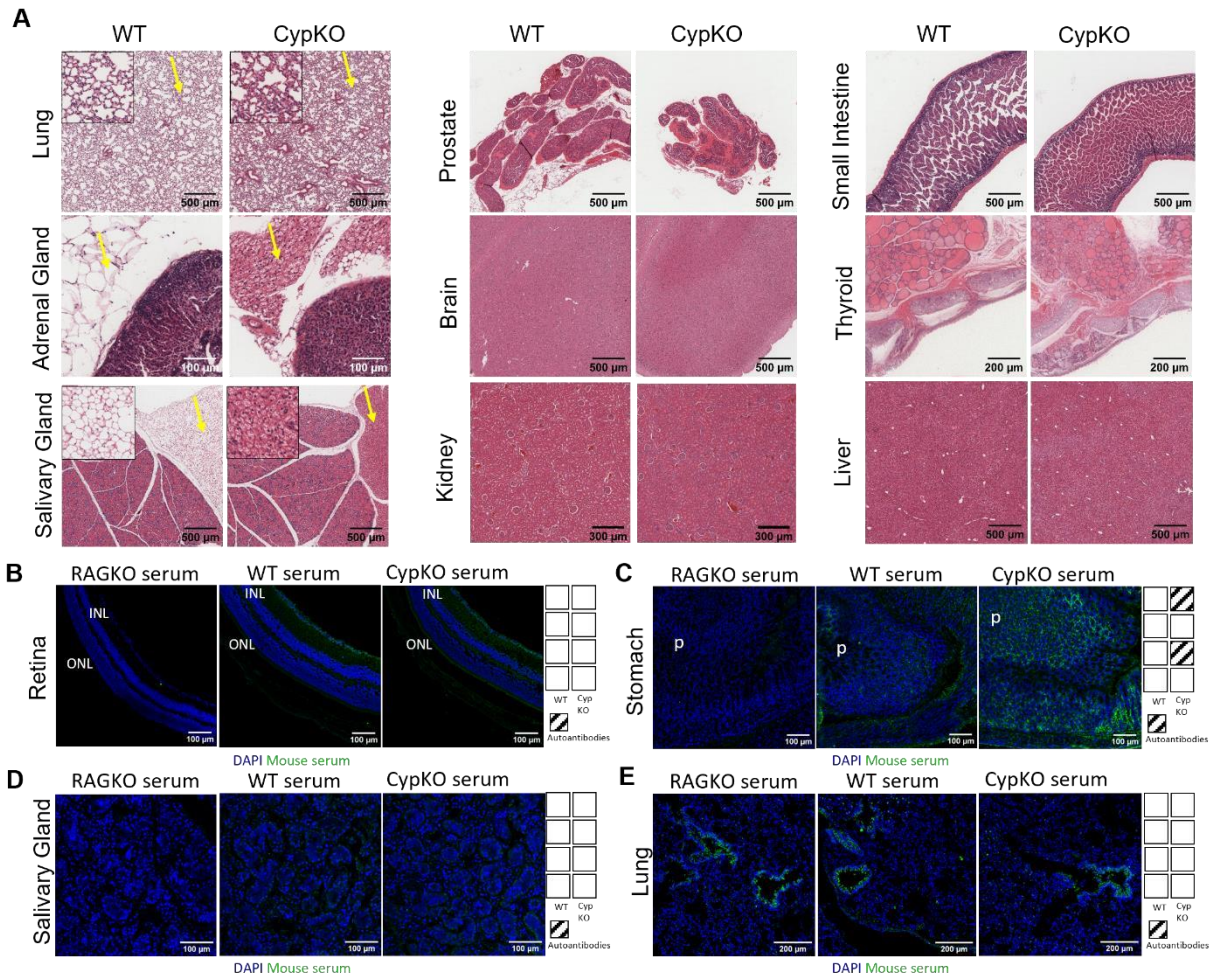 A
WT CypKO WT CypKO WT CypKO
Lung
500 µm 500 µm
Prostate
500 µm 500 µm
Small Intestine
500 µm 500 µm
Adrenal Gland
100 µm 100 µm
Brain
500 µm 500 µm
Thyroid
200 µm 200 µm
Salivary Gland
500 µm 500 µm
Kidney
300 µm 300 µm
Liver
500 µm 500 µm
B
RAGKO serum WT serum CypKO serum
Retina
INL INL INL
ONL ONL ONL
100 µm 100 µm 100 µm
WT Cyp KO
Autoantibodies
DAPI Mouse serum
C
RAGKO serum WT serum CypKO serum
Stomach
p p p
100 µm 100 µm 100 µm
WT Cyp KO
Autoantibodies
DAPI Mouse serum
D
RAGKO serum WT serum CypKO serum
Salivary Gland
100 µm 100 µm 100 µm
WT Cyp KO
Autoantibodies
DAPI Mouse serum
E
RAGKO serum WT serum CypKO serum
Lung
200 µm 200 µm 200 µm
WT Cyp KO
Autoantibodies
DAPI Mouse serum